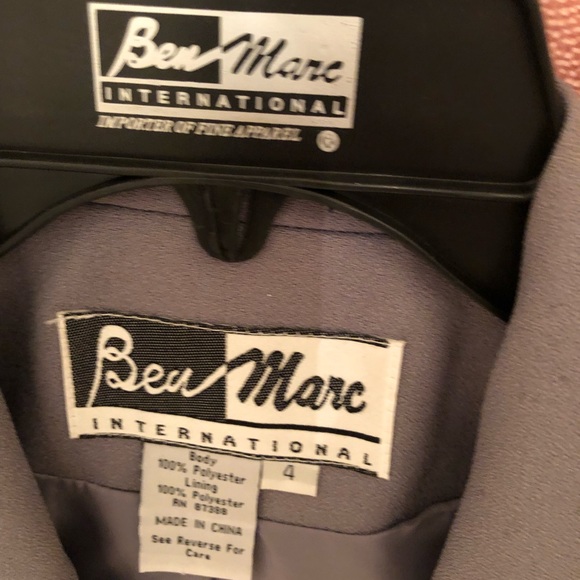 Ben Marc
INTERNATIONAL
IMPORTER OF FINE APPAREL
Ben Marc
INTERNATIONAL
4
Body
100% Polyester
Lining
100% Polyester
RN 87388
MADE IN CHINA
See Reverse For
Care